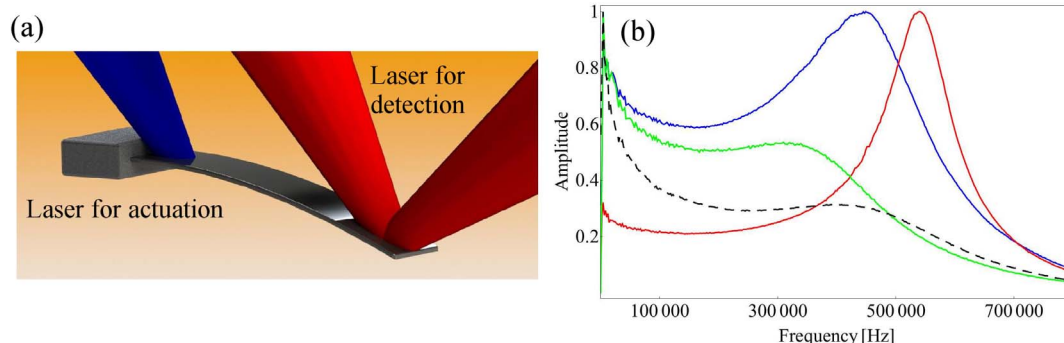 (a)
Laser for
detection
Laser for actuation
(b)
Amplitude
1
0.8
0.6
0.4
0.2
100 000
300 000
500 000
700 000
Frequency [Hz]